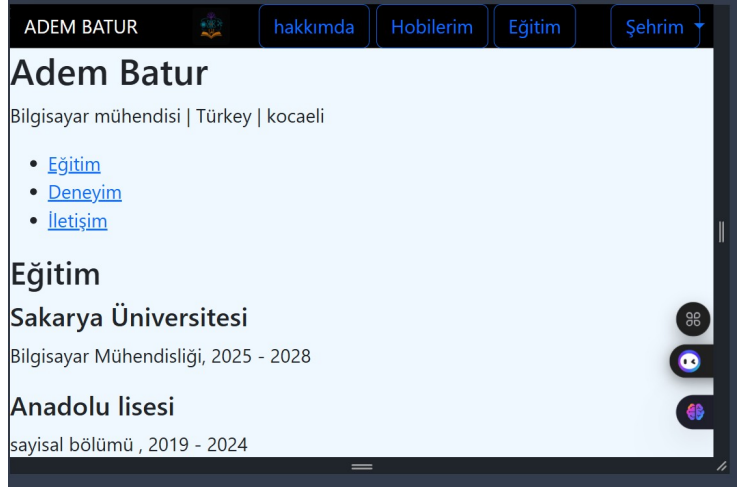 ADEM BATUR hakkımda Hobilerim Eğitim Şehrim
Adem Batur
Bilgisayar mühendisi | Türkey | kocaeli
Eğitim
Deneyim
İletişim
Eğitim
Sakarya Üniversitesi
Bilgisayar Mühendisliği, 2025 - 2028
Anadolu lisesi
sayisal bölümü , 2019 - 2024